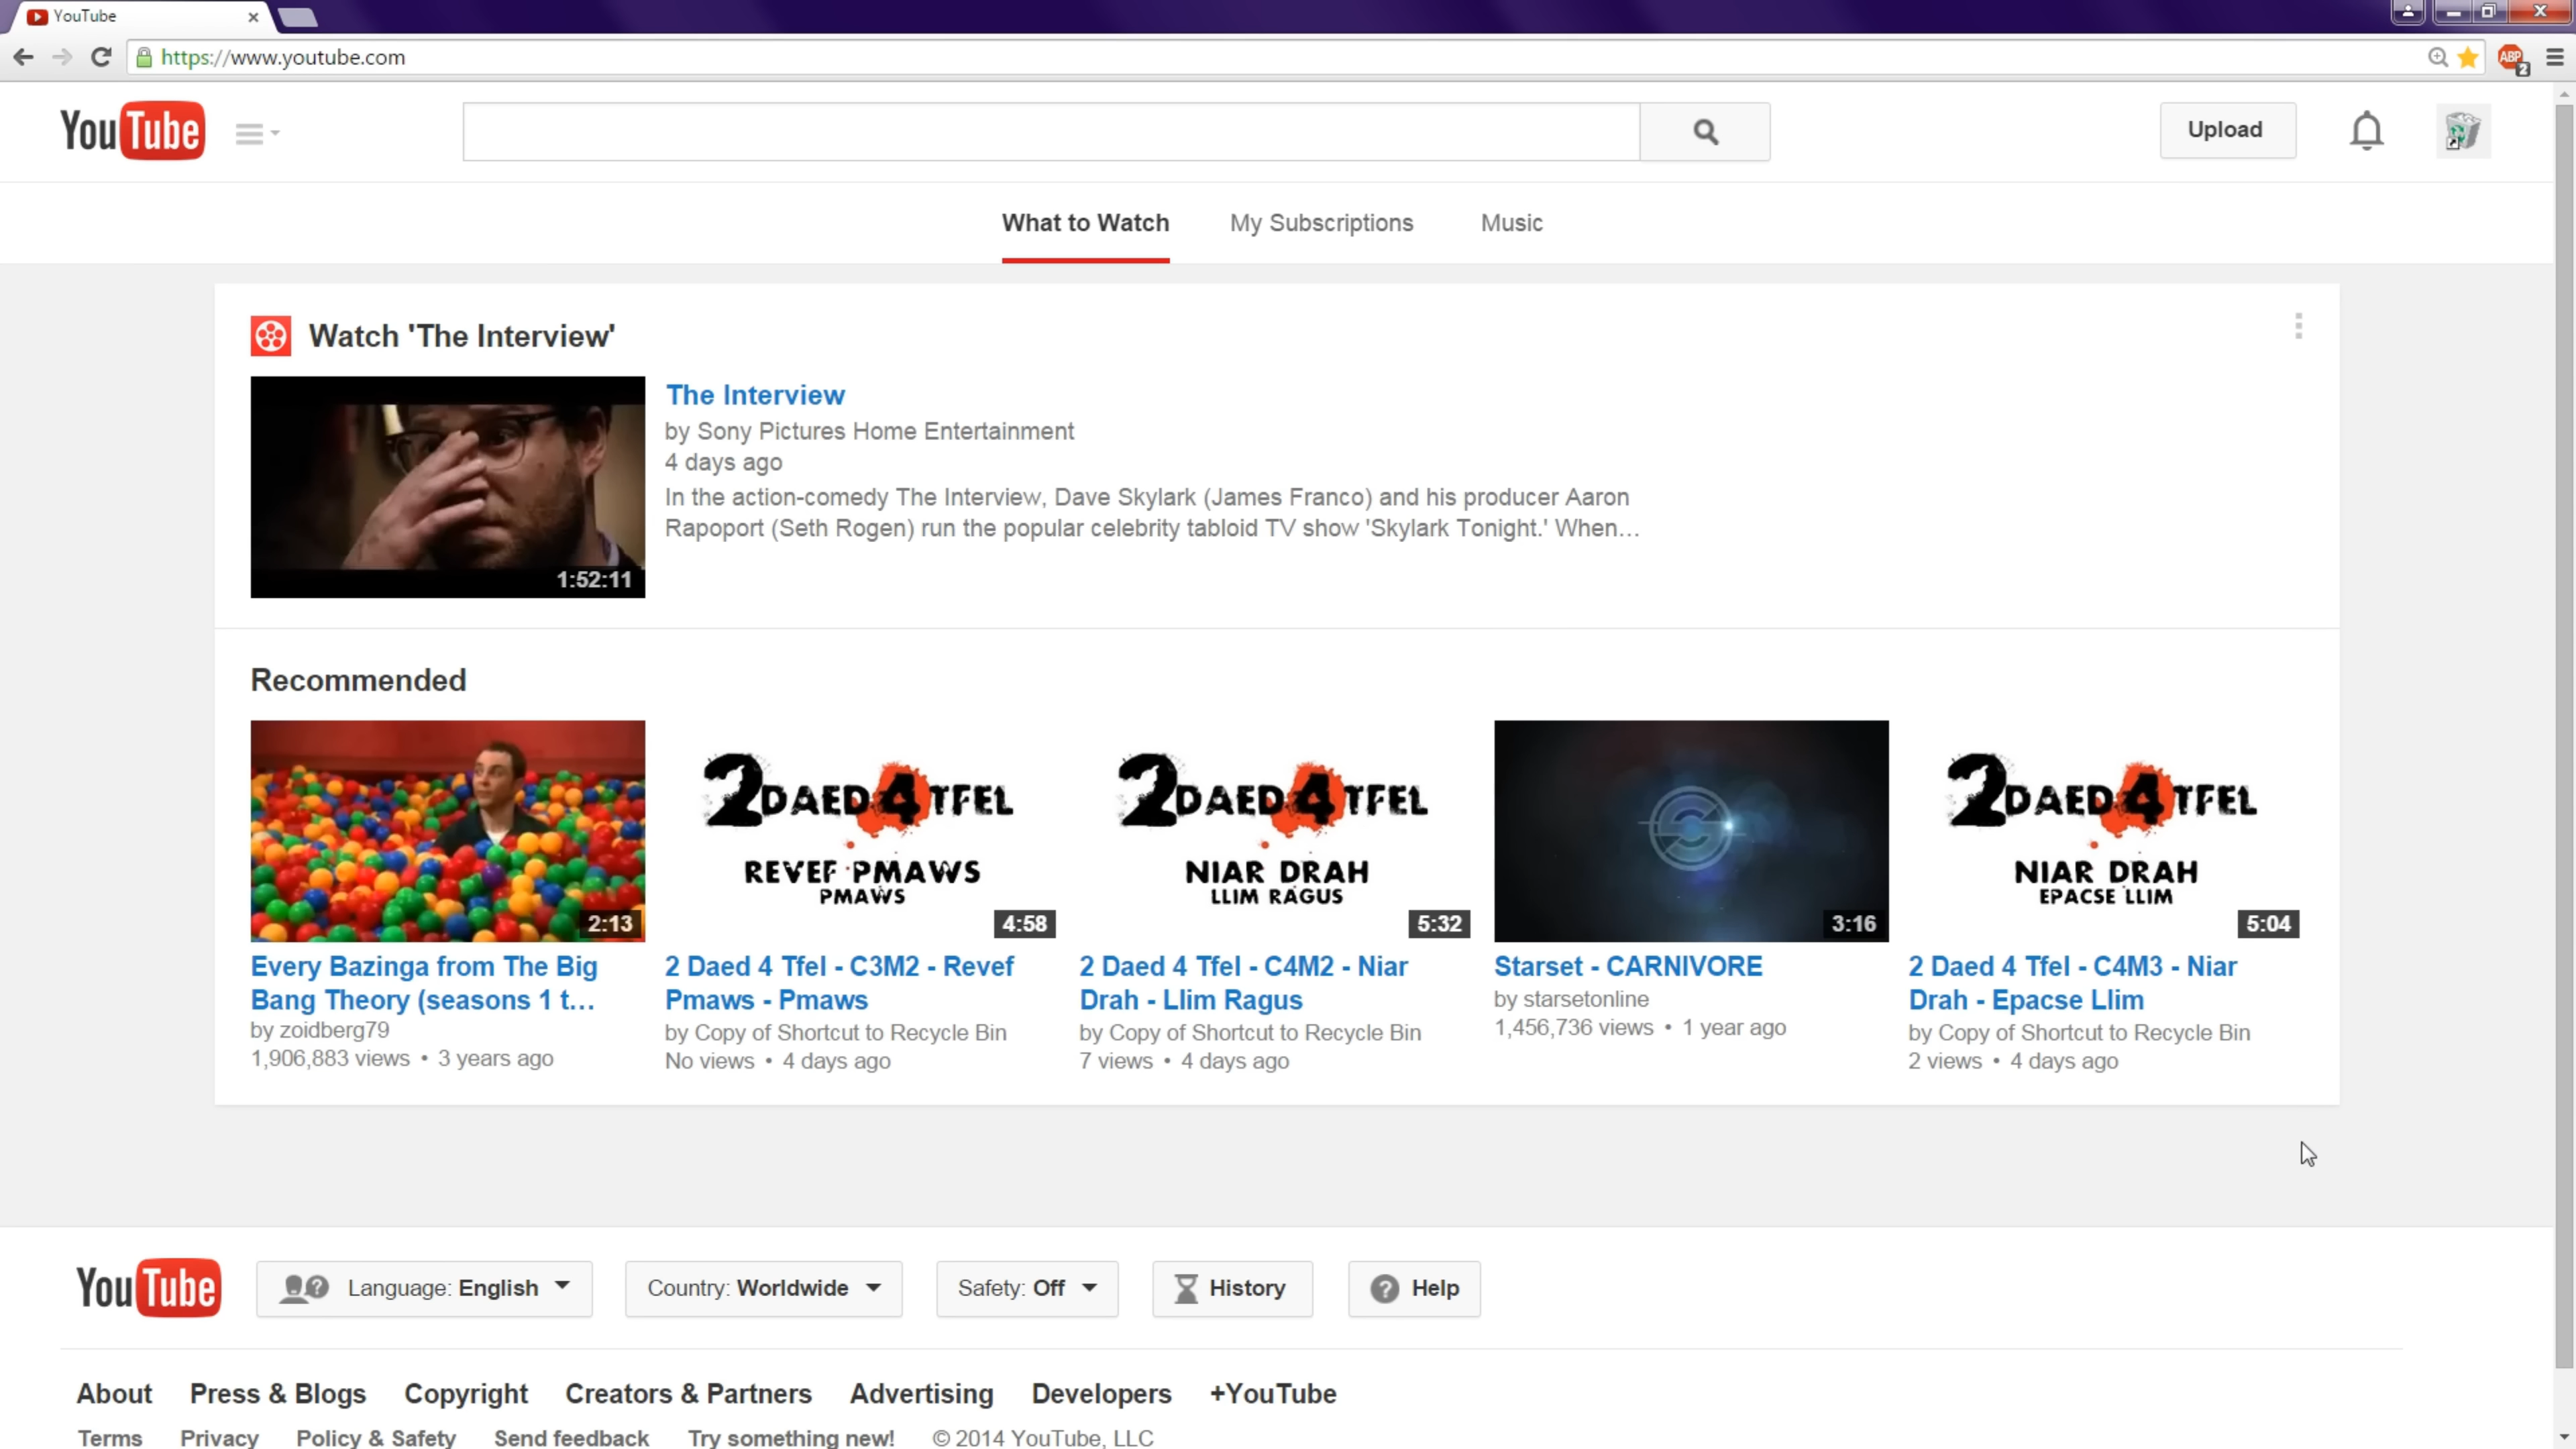 YouTube
https://www.youtube.com
ABP
2
YouTube
Upload
What to Watch
My Subscriptions
Music
Watch 'The Interview'
1:52:11
The Interview
by Sony Pictures Home Entertainment
4 days ago
In the action-comedy The Interview, Dave Skylark (James Franco) and his producer Aaron
Rapoport (Seth Rogen) run the popular celebrity tabloid TV show 'Skylark Tonight.' When...
Recommended
2:13
Every Bazinga from The Big
Bang Theory (seasons 1 t...
by zoidberg79
1,906,883 views • 3 years ago
2 DAED 4 TFEL
REVEF PMAWS
PMAWS
4:58
2 Daed 4 Tfel - C3M2 - Revef
Pmaws - Pmaws
by Copy of Shortcut to Recycle Bin
No views • 4 days ago
2 DAED 4 TFEL
NIAR DRAH
LLIM RAGUS
5:32
2 Daed 4 Tfel - C4M2 - Niar
Drah - Llim Ragus
by Copy of Shortcut to Recycle Bin
7 views • 4 days ago
3:16
Starset - CARNIVORE
by starsetonline
1,456,736 views • 1 year ago
2 DAED 4 TFEL
NIAR DRAH
EPACSE LLIM
5:04
2 Daed 4 Tfel - C4M3 - Niar
Drah - Epacse Llim
by Copy of Shortcut to Recycle Bin
2 views • 4 days ago
YouTube
Language: English
Country: Worldwide
Safety: Off
History
Help
About Press & Blogs Copyright Creators & Partners Advertising Developers +YouTube
Terms Privacy Policy & Safety Send feedback Try something new! © 2014 YouTube, LLC